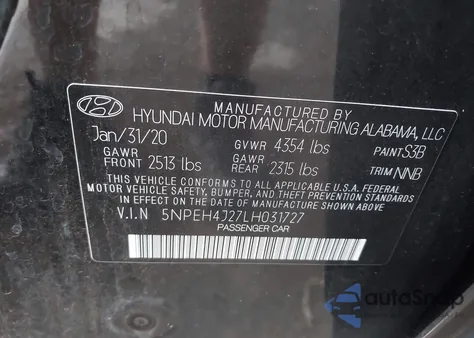 MANUFACTURED BY
HYUNDAI MOTOR MANUFACTURING ALABAMA, LLC
Jan/31/20 GVWR 4354 lbs PAINT S3B
GAWR FRONT 2513 lbs GAWR REAR 2315 lbs TRIM NNB
THIS VEHICLE CONFORMS TO ALL APPLICABLE U.S.A. FEDERAL
MOTOR VEHICLE SAFETY, BUMPER, AND THEFT PREVENTION STANDARDS
IN EFFECT ON THE DATE OF MANUFACTURE SHOWN ABOVE.
V.I.N 5NPEH4J27LH031727
PASSENGER CAR
autoSnap